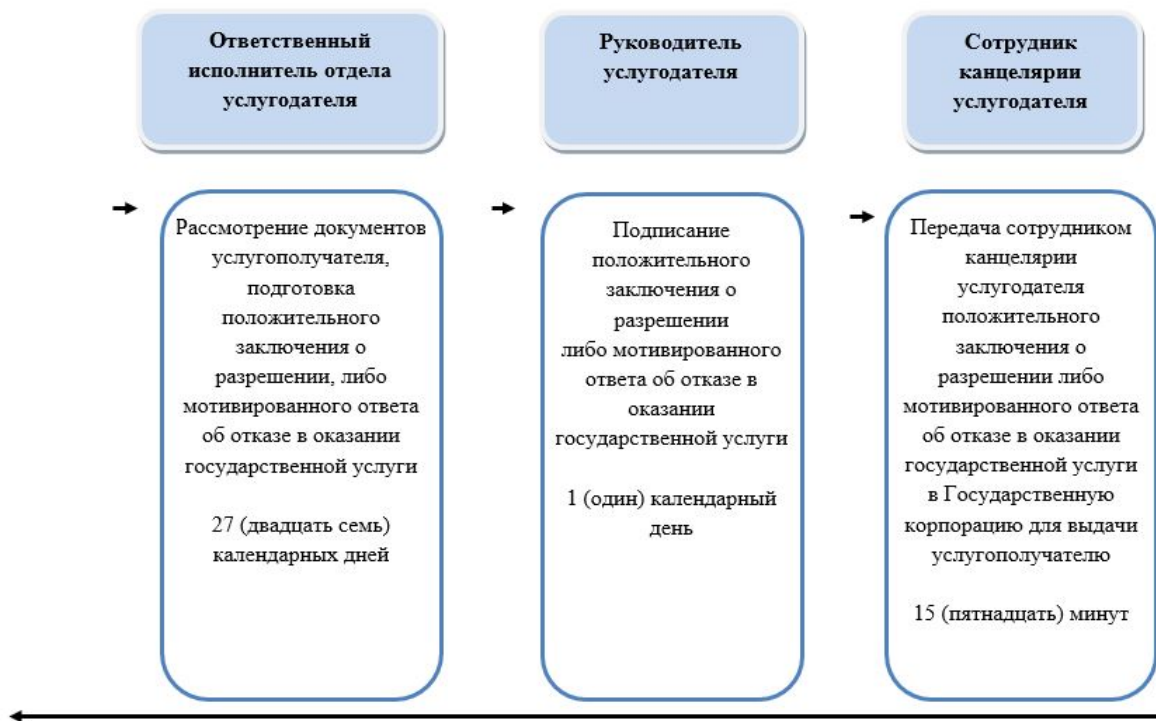 Ответственный
исполнитель отдела
услугодателя
Руководитель
услугодателя
Сотрудник
канцелярии
услугодателя
Рассмотрение документов
услугополучателя,
подготовка
положительного
заключения о
разрешении, либо
мотивированного ответа
об отказе в оказании
государственной услуги
27 (двадцать семь)
календарных дней
Подписание
положительного
заключения о
разрешении
либо мотивированного
ответа об отказе в
оказании
государственной услуги
1 (один) календарный
день
Передача сотрудником
канцелярии
услугодателя
положительного
заключения о
разрешении либо
мотивированного ответа
об отказе в оказании
государственной услуги
в Государственную
корпорацию для выдачи
услугополучателю
15 (пятнадцать) минут